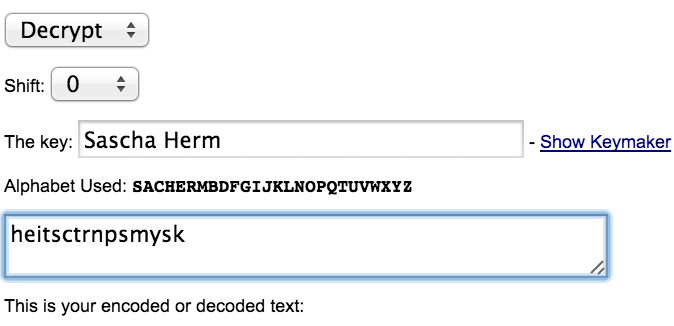 Decrypt
Shift: 0
The key: Sascha Herm - Show Keymaker
Alphabet Used: SACHERMBDFGIJKLNOPQTUVWXYZ
heitsctrnpsmysk
This is your encoded or decoded text: